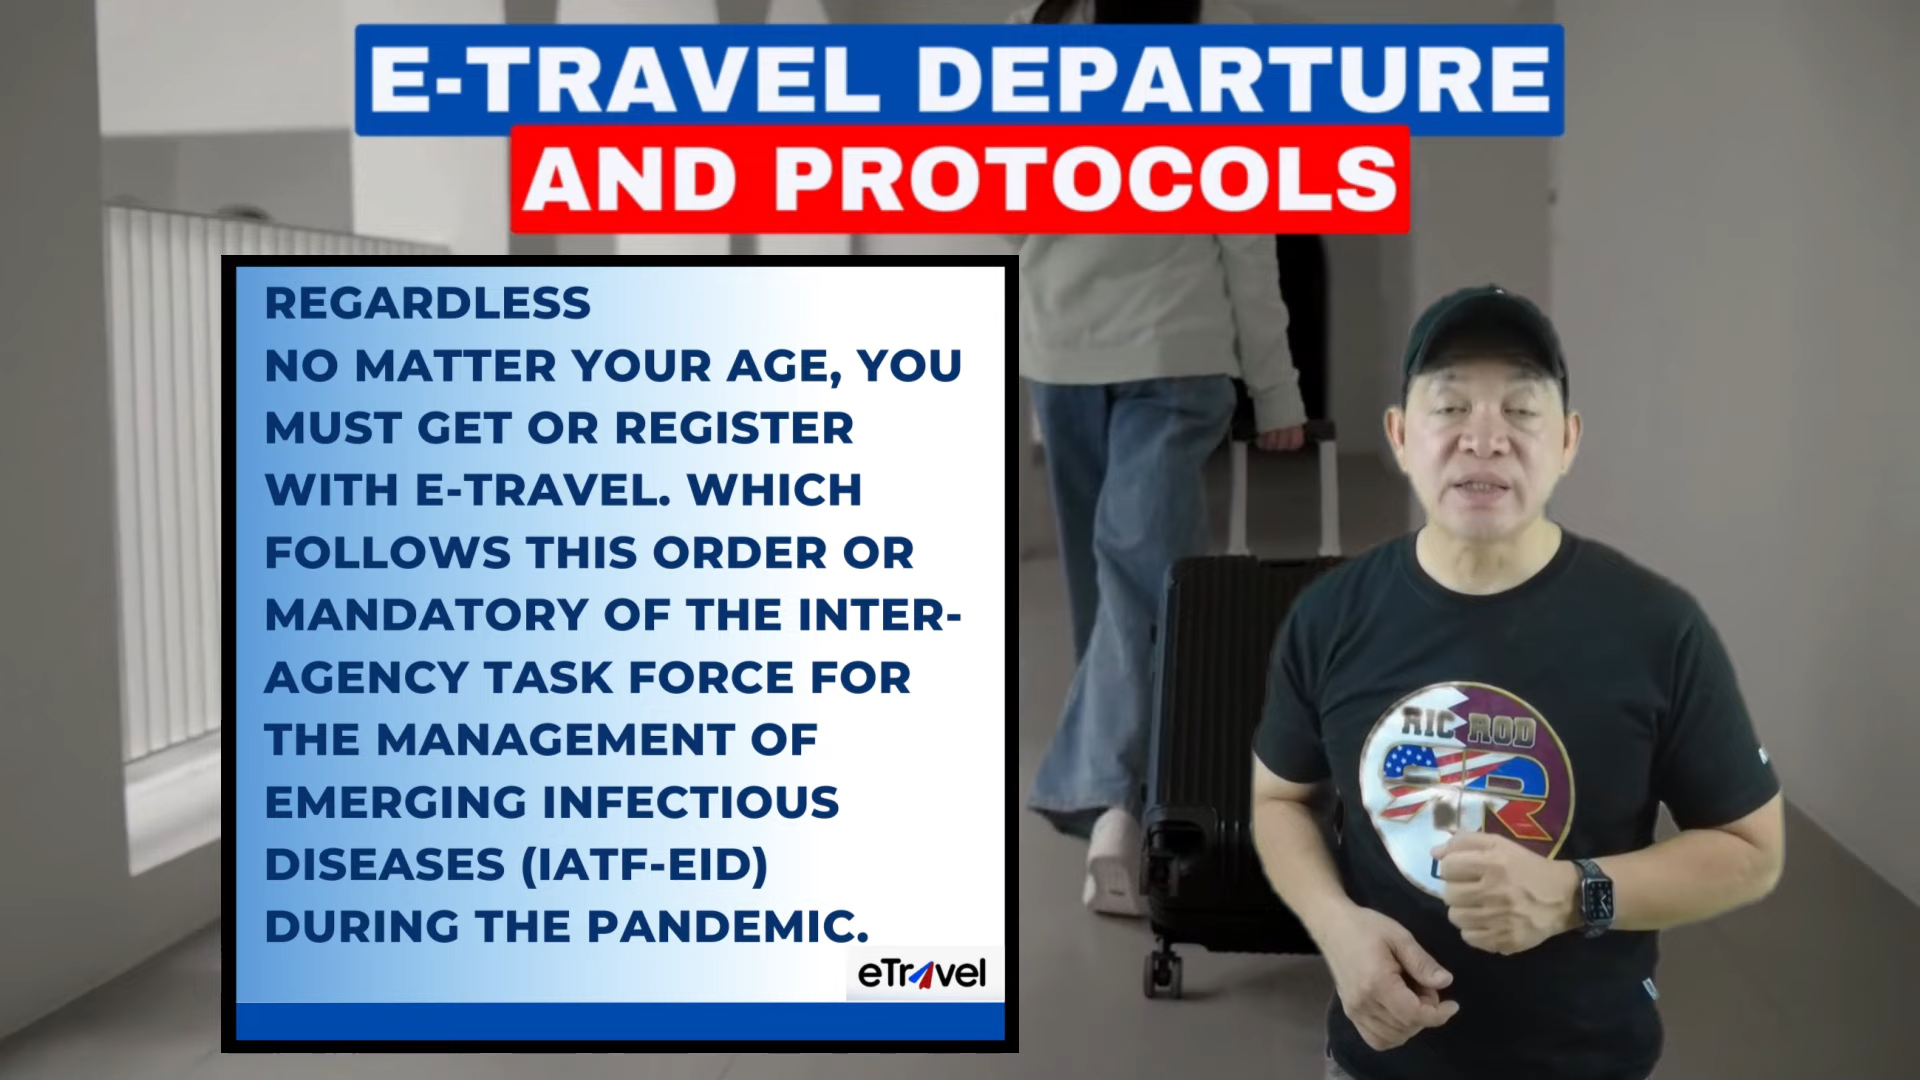 E-TRAVEL DEPARTURE
AND PROTOCOLS
REGARDLESS
NO MATTER YOUR AGE, YOU
MUST GET OR REGISTER
WITH E-TRAVEL. WHICH
FOLLOWS THIS ORDER OR
MANDATORY OF THE INTER-
AGENCY TASK FORCE FOR
THE MANAGEMENT OF
EMERGING INFECTIOUS
DISEASES (IATF-EID)
DURING THE PANDEMIC.
eTravel
RIC ROD
RR